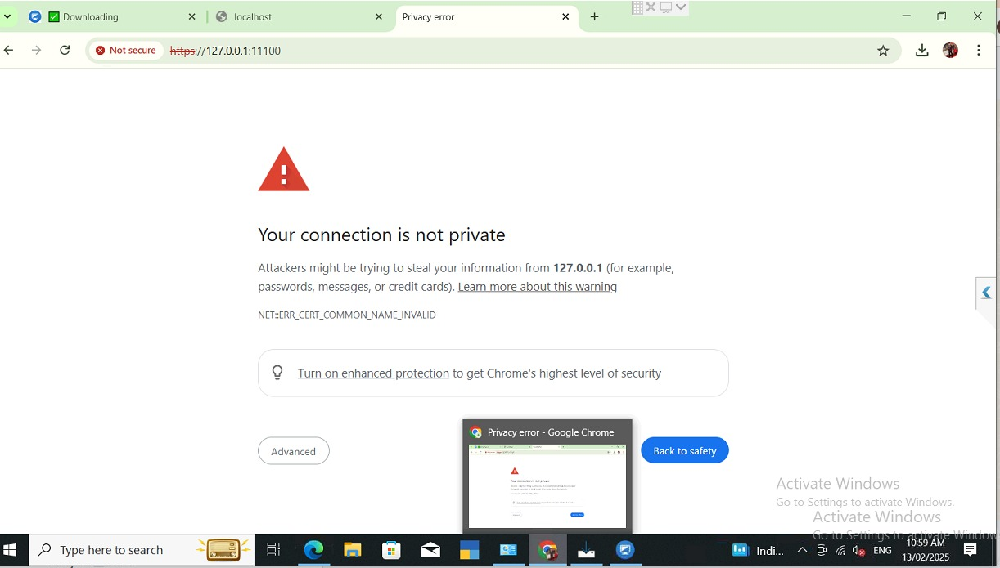 Downloading
localhost
Privacy error
Not secure
https://127.0.0.1:11100
Your connection is not private
Attackers might be trying to steal your information from 127.0.0.1 (for example,
passwords, messages, or credit cards). Learn more about this warning
NET::ERR_CERT_COMMON_NAME_INVALID
Turn on enhanced protection to get Chrome's highest level of security
Privacy error - Google Chrome
Advanced
Back to safety
Activate Windows
Go to Settings to activate Windows.
Activate Windows
Go to Settings to activate Windows
Type here to search
Indi...
ENG
10:59 AM
13/02/2025